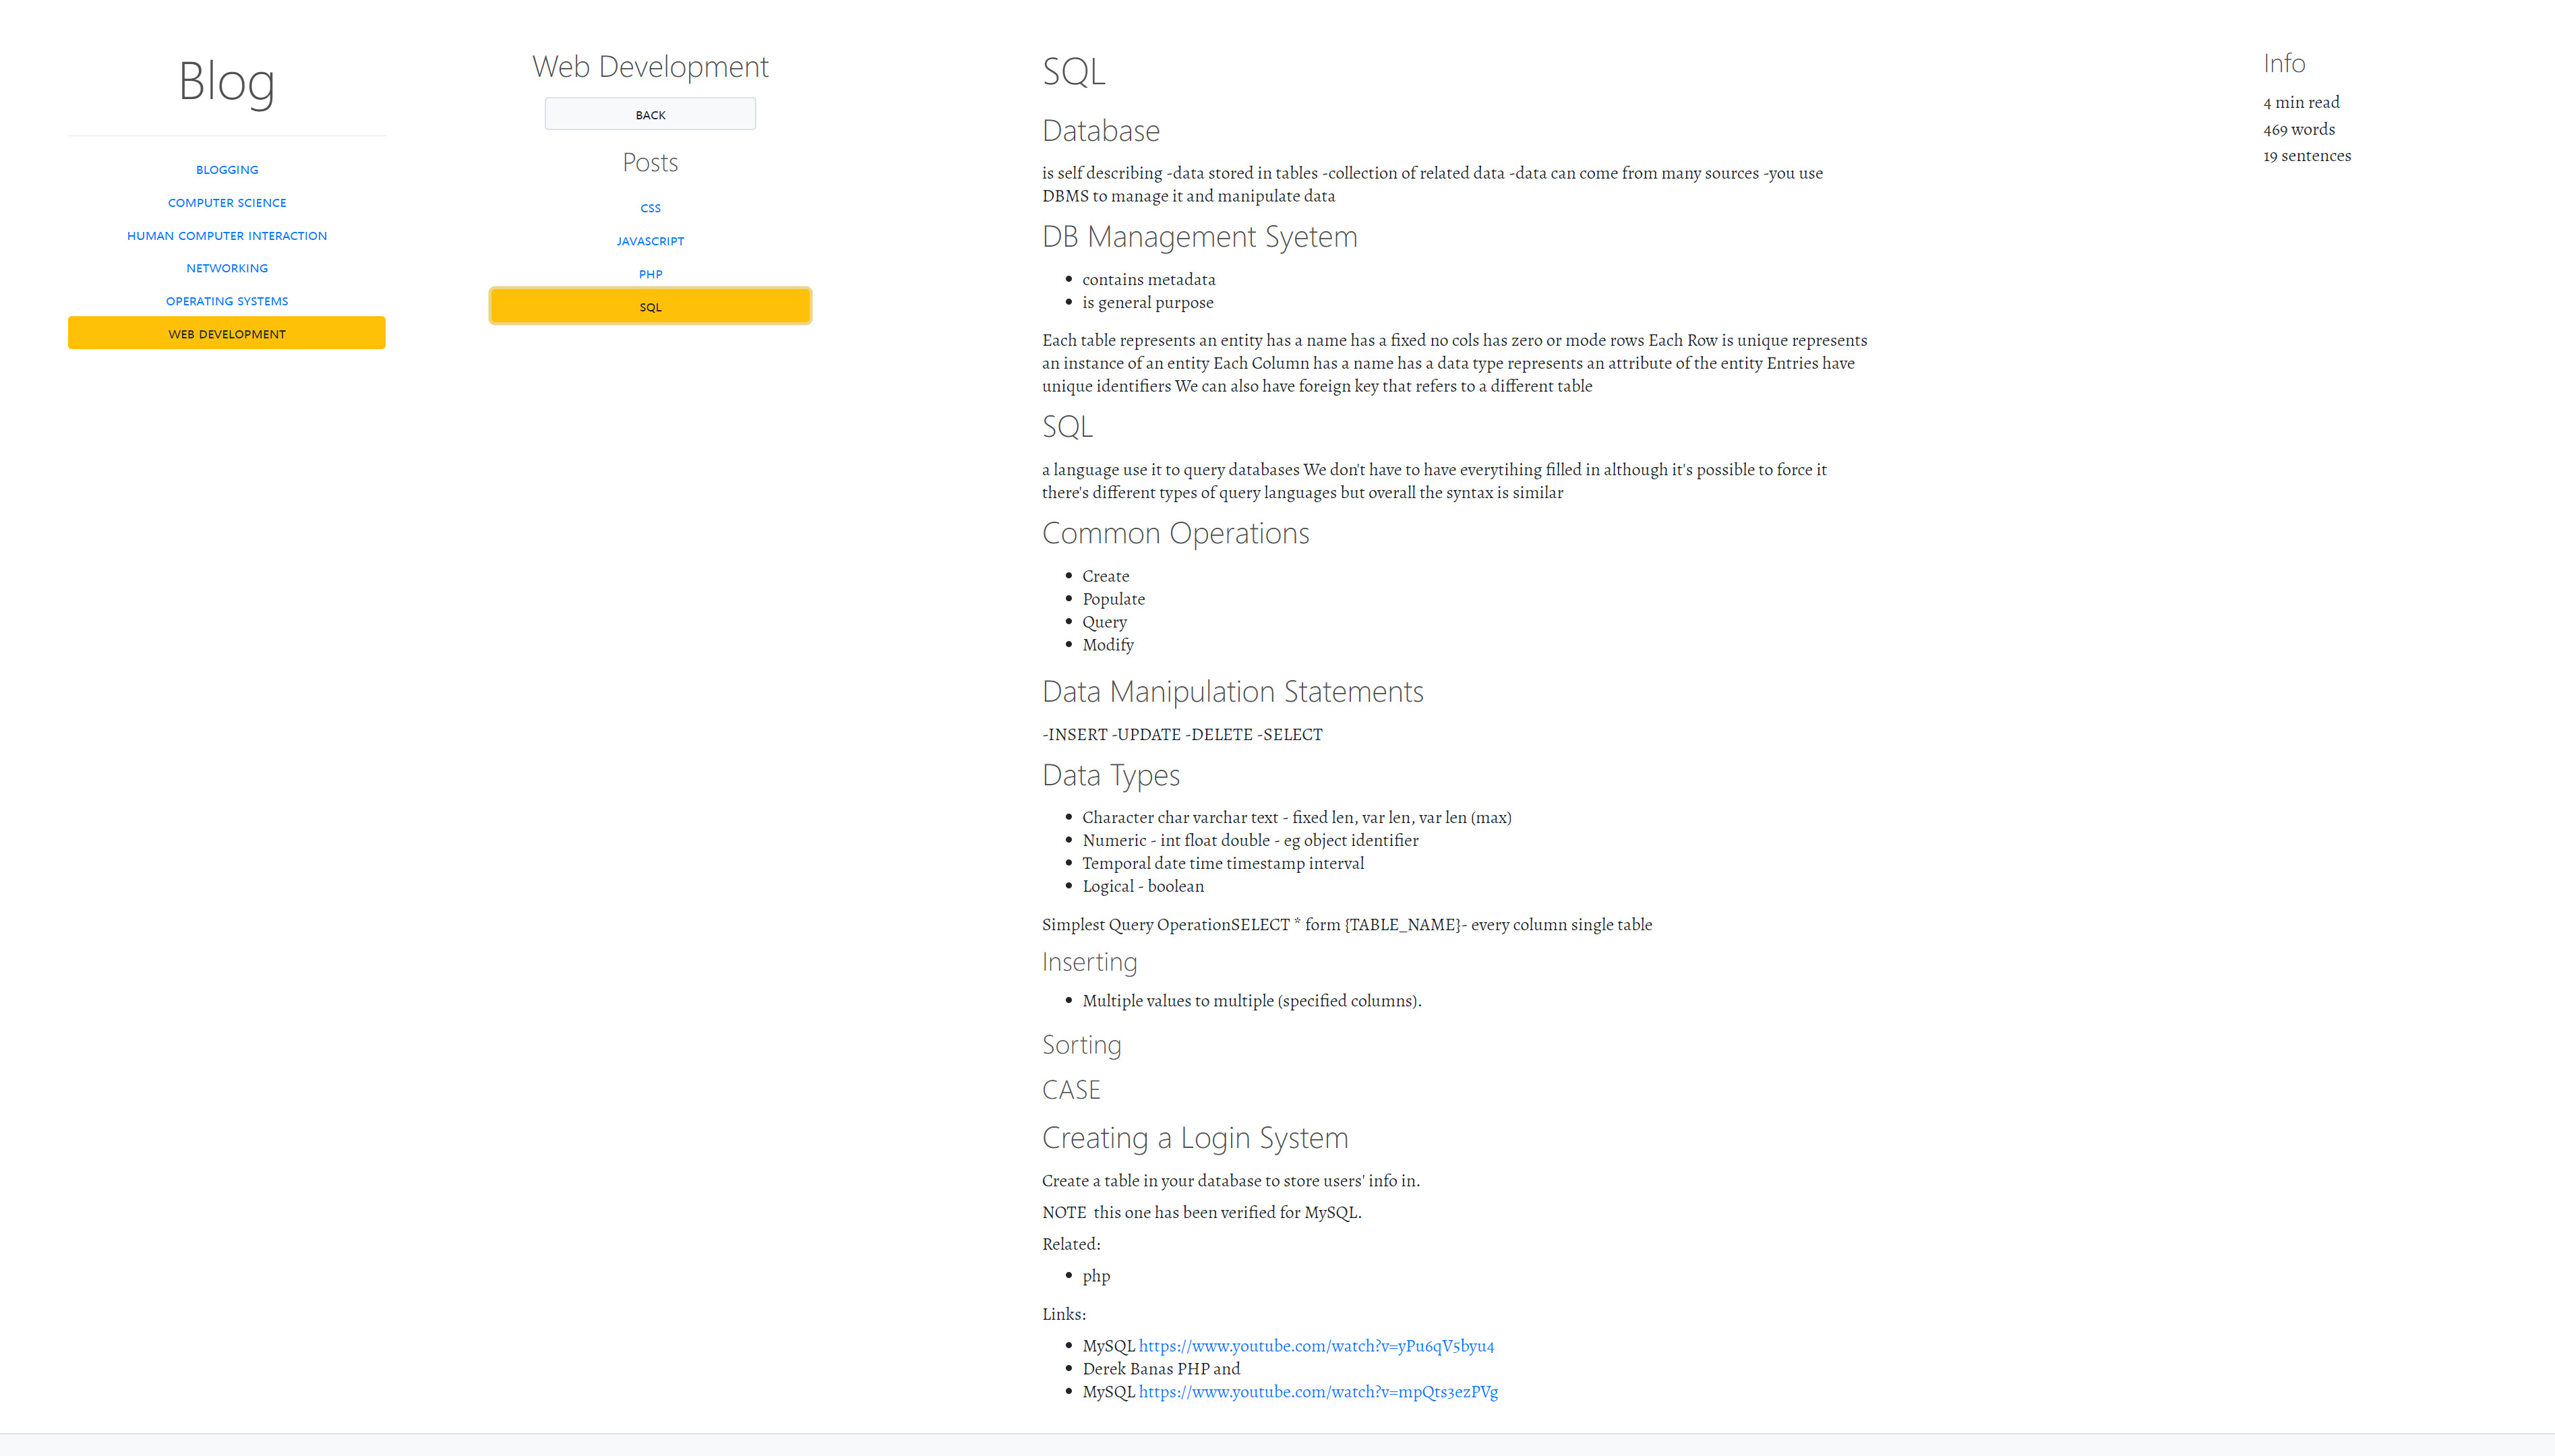 Blog
BLOGGING
COMPUTER SCIENCE
HUMAN COMPUTER INTERACTION
NETWORKING
OPERATING SYSTEMS
WEB DEVELOPMENT
Web Development
BACK
Posts
CSS
JAVASCRIPT
PHP
SQL
SQL
Database
is self describing -data stored in tables -collection of related data -data can come from many sources -you use
DBMS to manage it and manipulate data
DB Management Syetem
• contains metadata
• is general purpose
Each table represents an entity has a name has a fixed no cols has zero or mode rows Each Row is unique represents
an instance of an entity Each Column has a name has a data type represents an attribute of the entity Entries have
unique identifiers We can also have foreign key that refers to a different table
SQL
a language use it to query databases We don't have to have everytihing filled in although it's possible to force it
there's different types of query languages but overall the syntax is similar
Common Operations
• Create
• Populate
• Query
• Modify
Data Manipulation Statements
-INSERT -UPDATE -DELETE -SELECT
Data Types
• Character char varchar text - fixed len, var len, var len (max)
• Numeric - int float double - eg object identifier
• Temporal date time timestamp interval
• Logical - boolean
Simplest Query OperationSELECT * form {TABLE_NAME}- every column single table
Inserting
• Multiple values to multiple (specified columns).
Sorting
CASE
Creating a Login System
Create a table in your database to store users' info in.
NOTE this one has been verified for MySQL.
Related:
• php
Links:
• MySQL https://www.youtube.com/watch?v=yPu6qV5byu4
• Derek Banas PHP and
• MySQL https://www.youtube.com/watch?v=mpQts3ezPVg
Info
4 min read
469 words
19 sentences